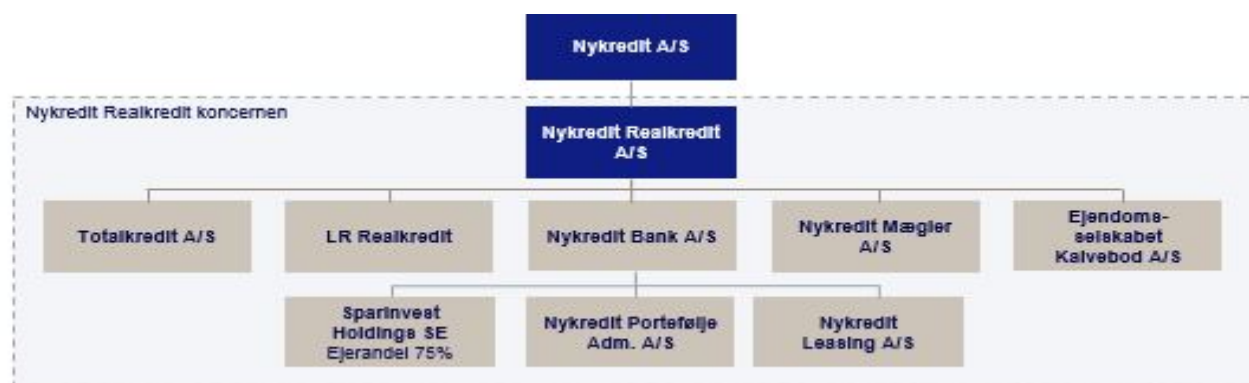 Nykredit A/S
Nykredit Realkredit koncernen
Nykredit Realkredit
A/S
Totalkredit A/S
LR Realkredit
Nykredit Bank A/S
Nykredit Mægler
A/S
Ejendoms-
selskabet
Kalvebod A/S
Sparinvest
Holdings SE
Ejerandel 75%
Nykredit Portefølje
Adm. A/S
Nykredit
Leasing A/S